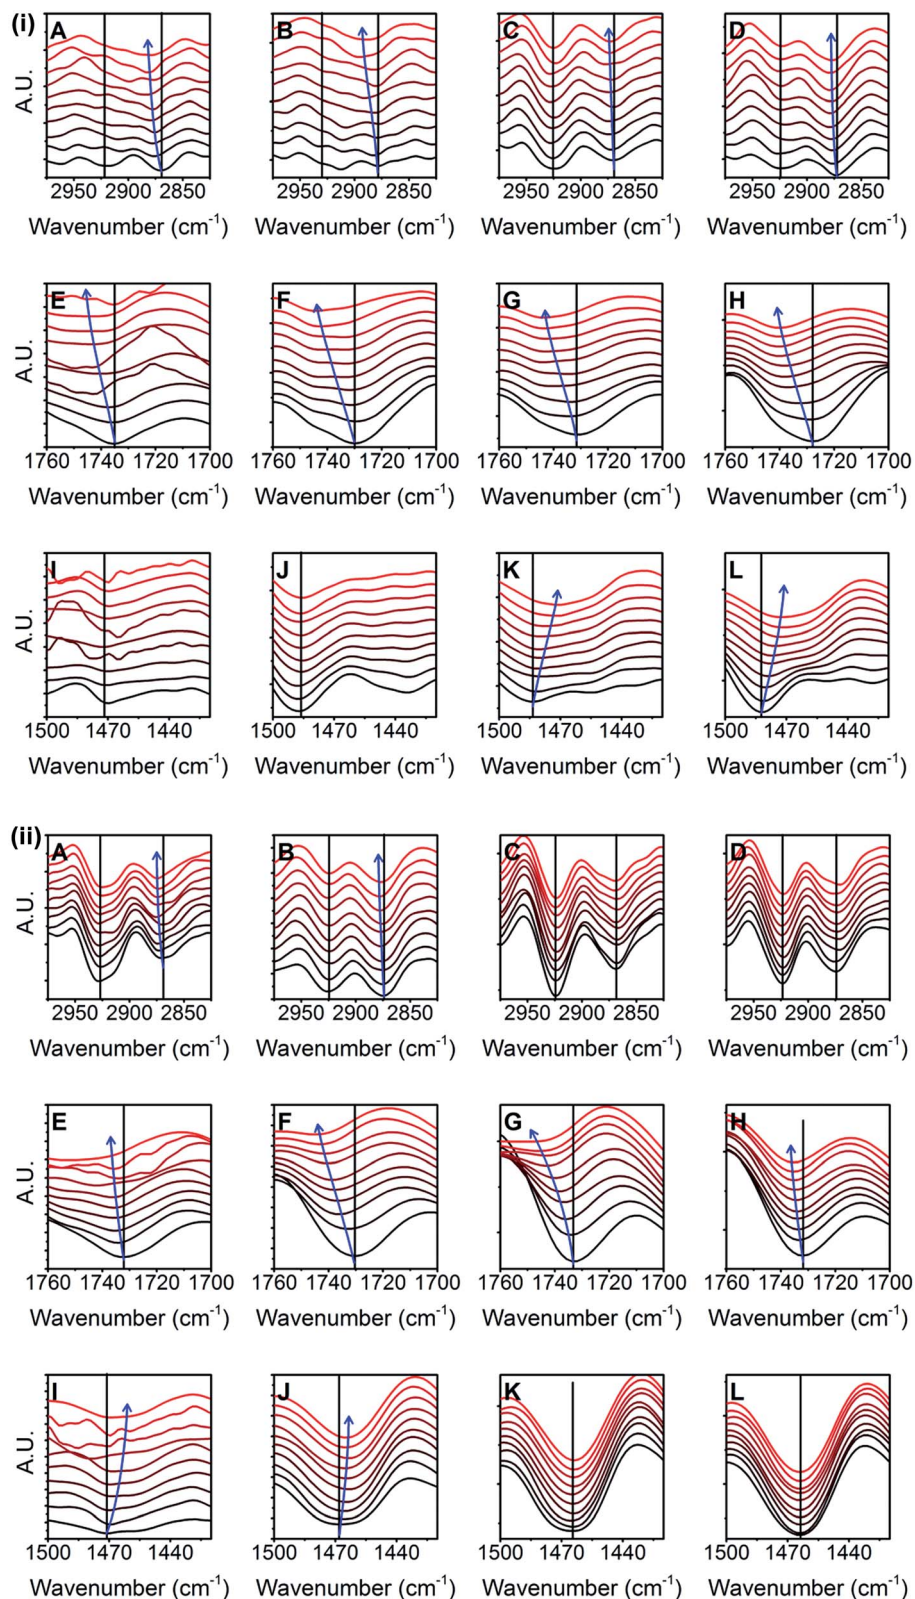 (i)
A B C D
A.U.
2950 2900 2850 2950 2900 2850 2950 2900 2850 2950 2900 2850
Wavenumber (cm-1) Wavenumber (cm-1) Wavenumber (cm-1) Wavenumber (cm-1)
E F G H
A.U.
1760 1740 1720 1700 1760 1740 1720 1700 1760 1740 1720 1700 1760 1740 1720 1700
Wavenumber (cm-1) Wavenumber (cm-1) Wavenumber (cm-1) Wavenumber (cm-1)
I J K L
A.U.
1500 1470 1440 1500 1470 1440 1500 1470 1440 1500 1470 1440
Wavenumber (cm-1) Wavenumber (cm-1) Wavenumber (cm-1) Wavenumber (cm-1)
(ii)
A B C D
A.U.
2950 2900 2850 2950 2900 2850 2950 2900 2850 2950 2900 2850
Wavenumber (cm-1) Wavenumber (cm-1) Wavenumber (cm-1) Wavenumber (cm-1)
E F G H
A.U.
1760 1740 1720 1700 1760 1740 1720 1700 1760 1740 1720 1700 1760 1740 1720 1700
Wavenumber (cm-1) Wavenumber (cm-1) Wavenumber (cm-1) Wavenumber (cm-1)
I J K L
A.U.
1500 1470 1440 1500 1470 1440 1500 1470 1440 1500 1470 1440
Wavenumber (cm-1) Wavenumber (cm-1) Wavenumber (cm-1) Wavenumber (cm-1)